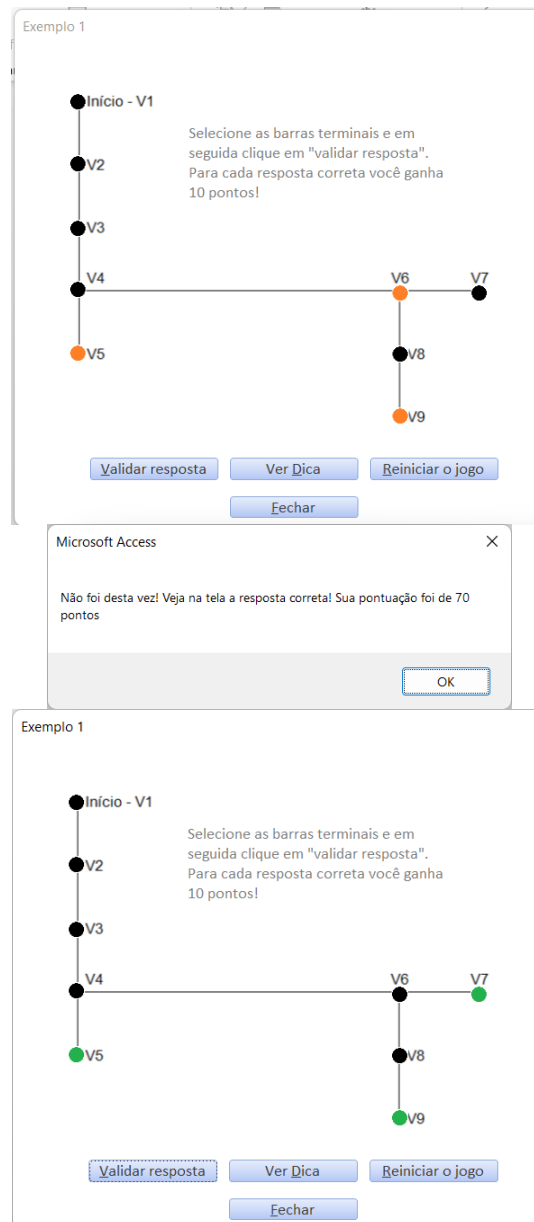 Exemplo 1
Início - V1
Selecione as barras terminais e em
seguida clique em "validar resposta".
Para cada resposta correta você ganha
10 pontos!
V2
V3
V4
V6
V7
V5
V8
V9
Validar resposta
Ver Dica
Reiniciar o jogo
Fechar
Microsoft Access
Não foi desta vez! Veja na tela a resposta correta! Sua pontuação foi de 70
pontos
OK
Exemplo 1
Início - V1
Selecione as barras terminais e em
seguida clique em "validar resposta".
Para cada resposta correta você ganha
10 pontos!
V2
V3
V4
V6
V7
V5
V8
V9
Validar resposta
Ver Dica
Reiniciar o jogo
Fechar